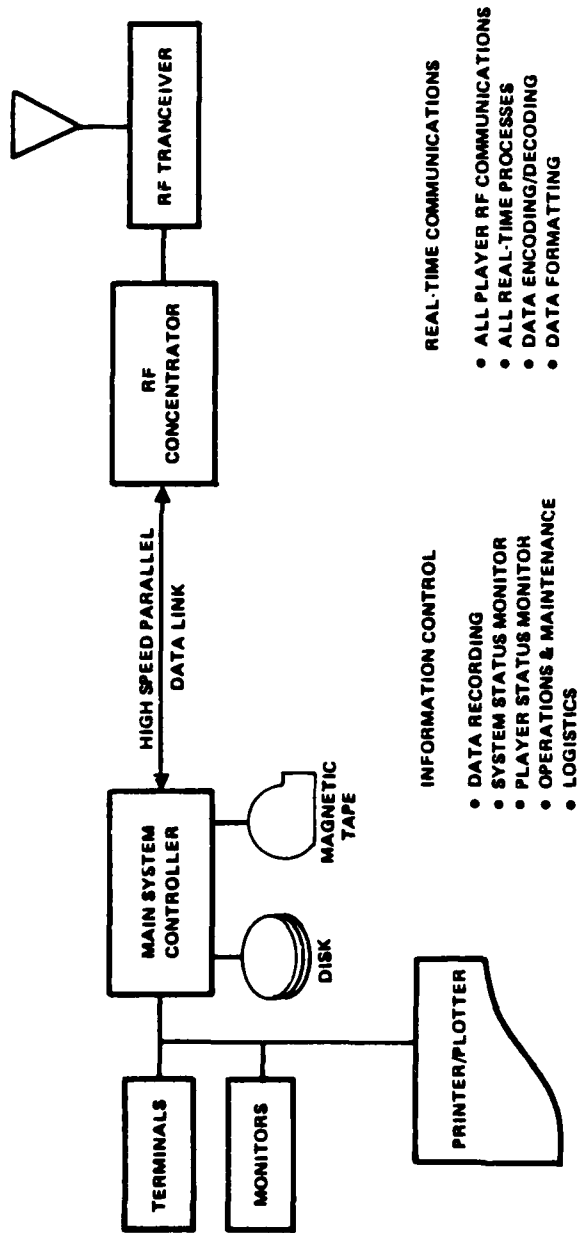 TERMINALS
MONITORS
PRINTER/PLOTTER
MAIN SYSTEM
CONTROLLER
DISK
MAGNETIC
TAPE
HIGH SPEED PARALLEL
DATA LINK
RF
CONCENTRATOR
RF TRANCEIVER
INFORMATION CONTROL
• DATA RECORDING
• SYSTEM STATUS MONITOR
• PLAYER STATUS MONITOR
• OPERATIONS & MAINTENANCE
• LOGISTICS
REAL-TIME COMMUNICATIONS
• ALL PLAYER RF COMMUNICATIONS
• ALL REAL-TIME PROCESSES
• DATA ENCODING/DECODING
• DATA FORMATTING